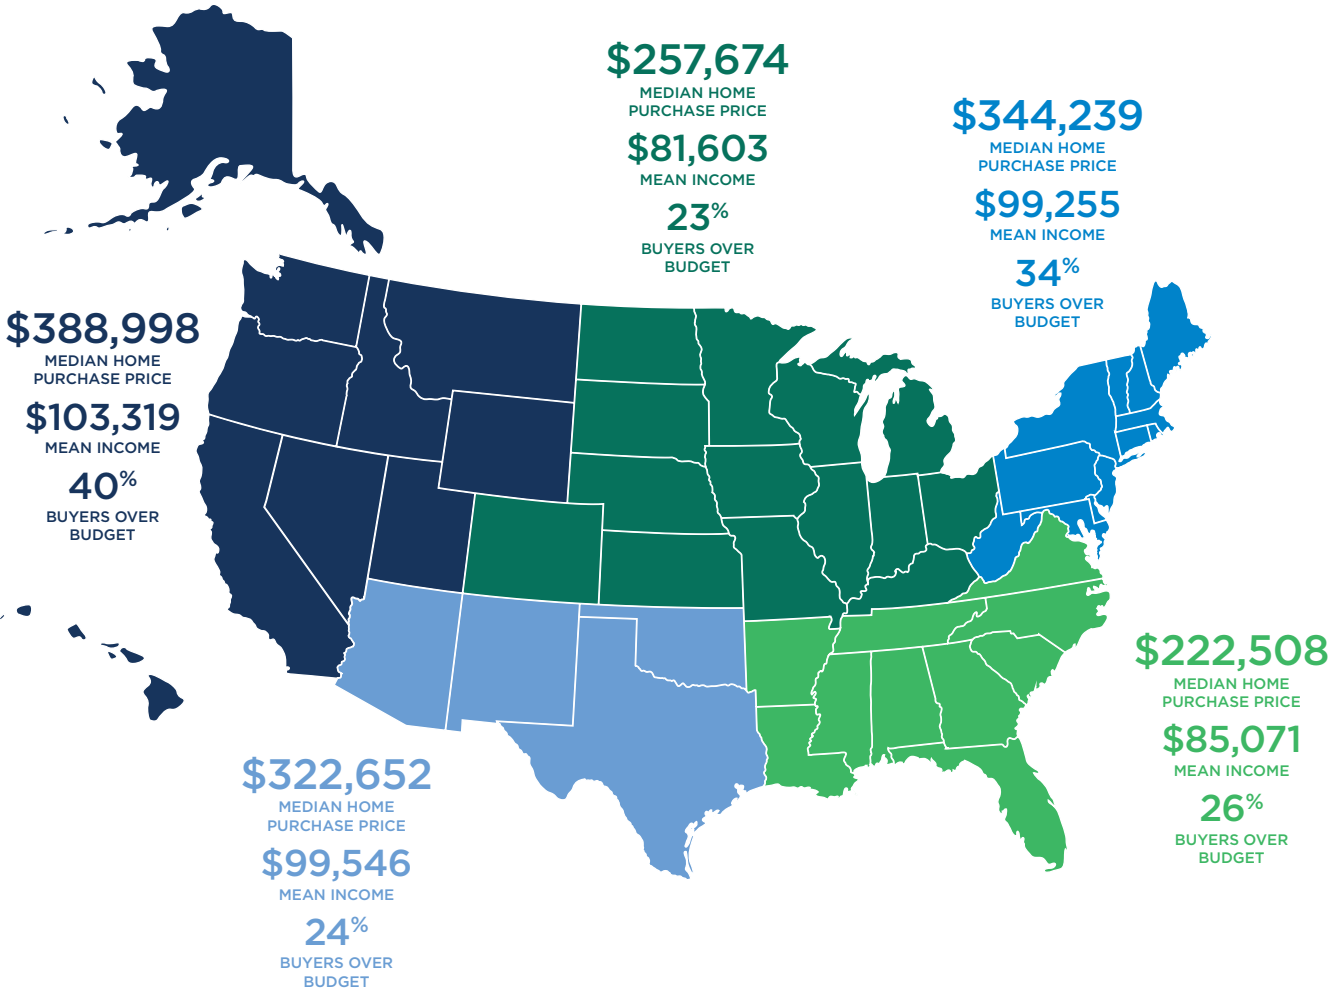 $257,674
MEDIAN HOME
PURCHASE PRICE
$81,603
MEAN INCOME
23%
BUYERS OVER
BUDGET
$344,239
MEDIAN HOME
PURCHASE PRICE
$99,255
MEAN INCOME
34%
BUYERS OVER
BUDGET
$388,998
MEDIAN HOME
PURCHASE PRICE
$103,319
MEAN INCOME
40%
BUYERS OVER
BUDGET
$222,508
MEDIAN HOME
PURCHASE PRICE
$85,071
MEAN INCOME
26%
BUYERS OVER
BUDGET
$322,652
MEDIAN HOME
PURCHASE PRICE
$99,546
MEAN INCOME
24%
BUYERS OVER
BUDGET